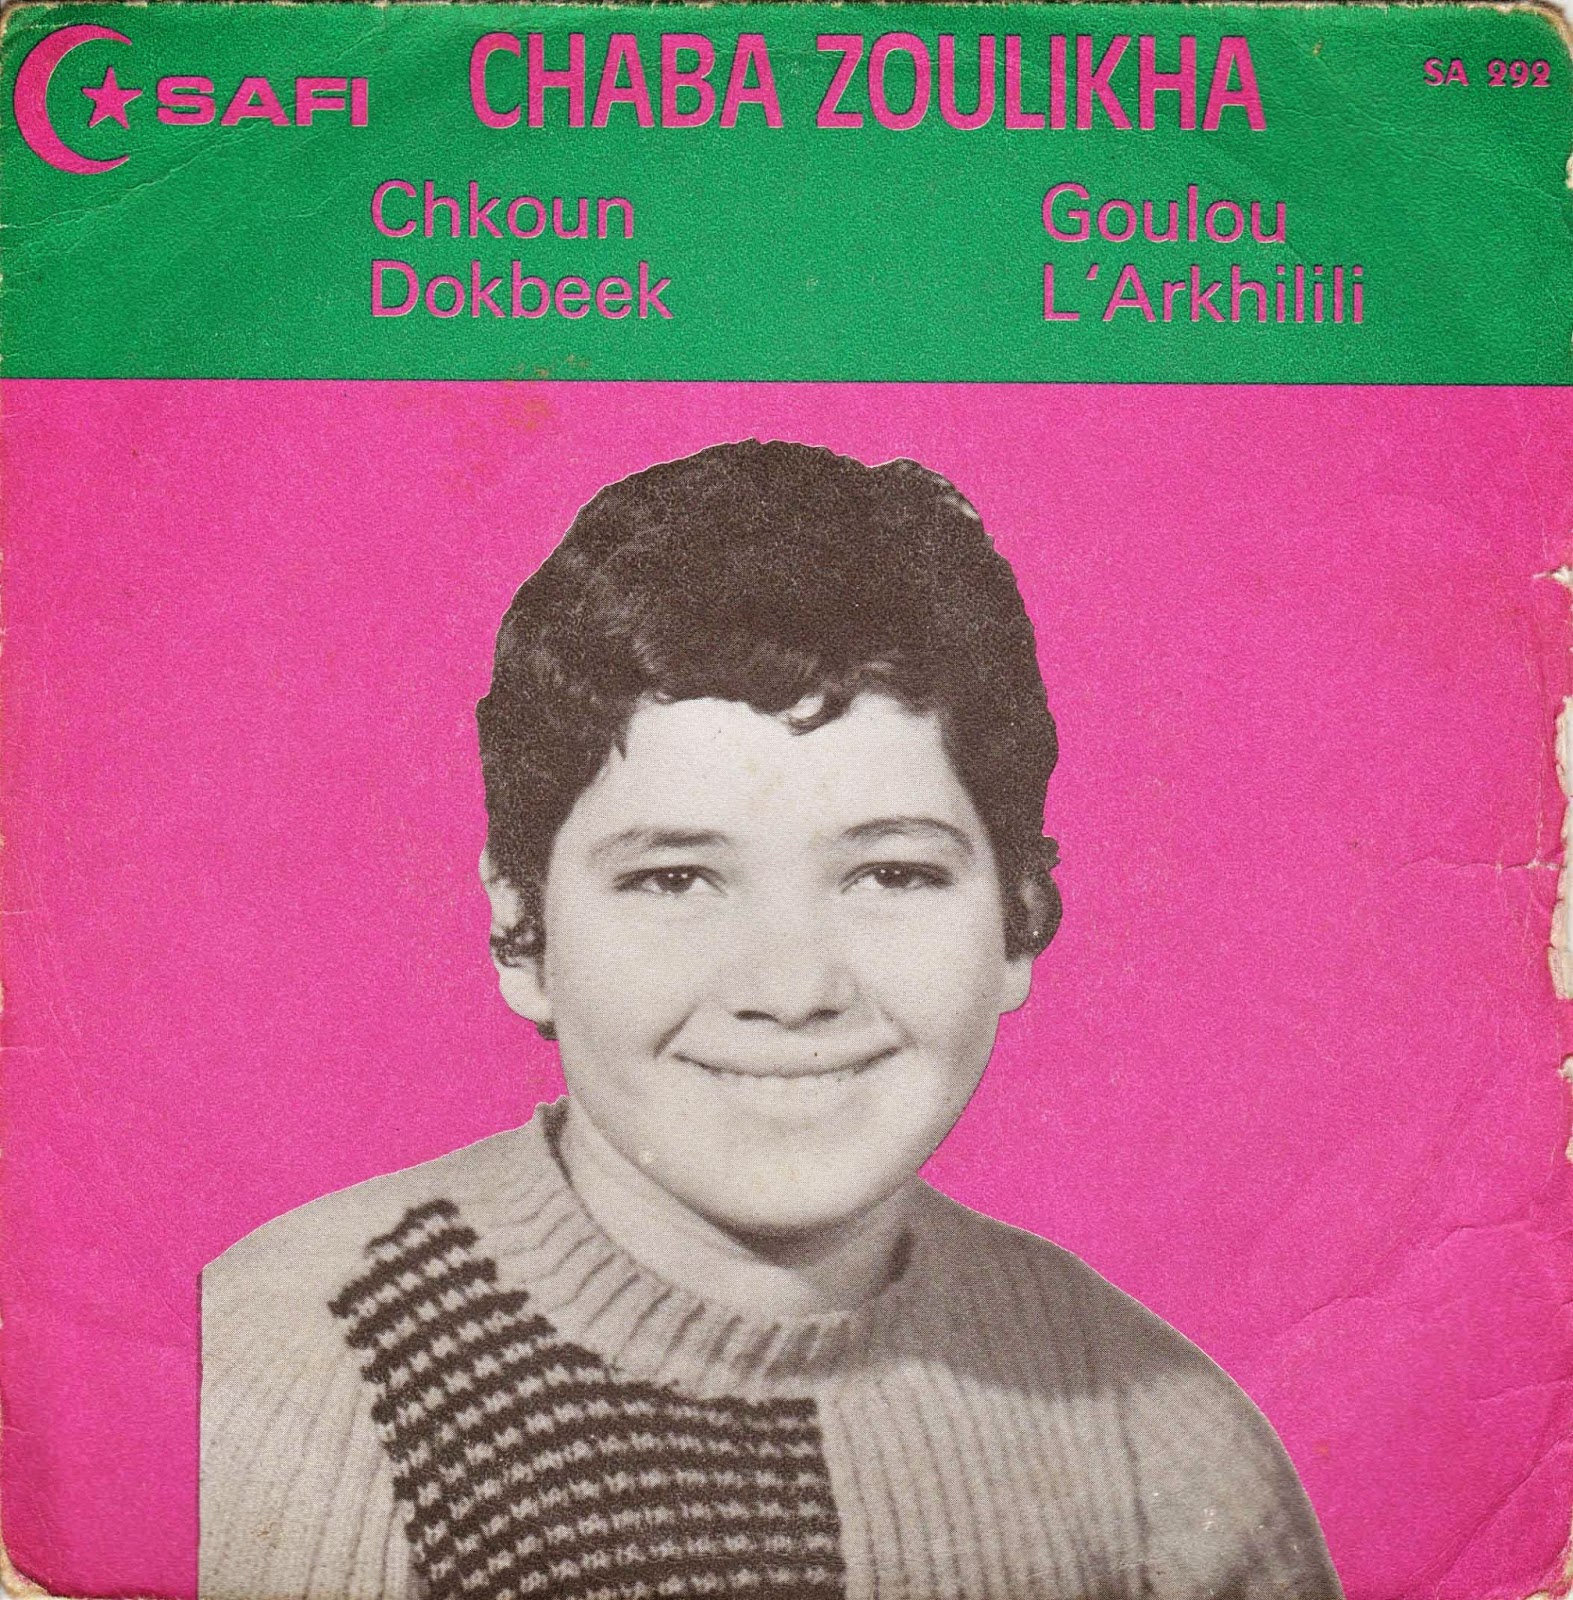 SAFI
CHABA ZOULIKHA
SA 292
Chkoun
Dokbeek
Goulou
L'Arkhilili